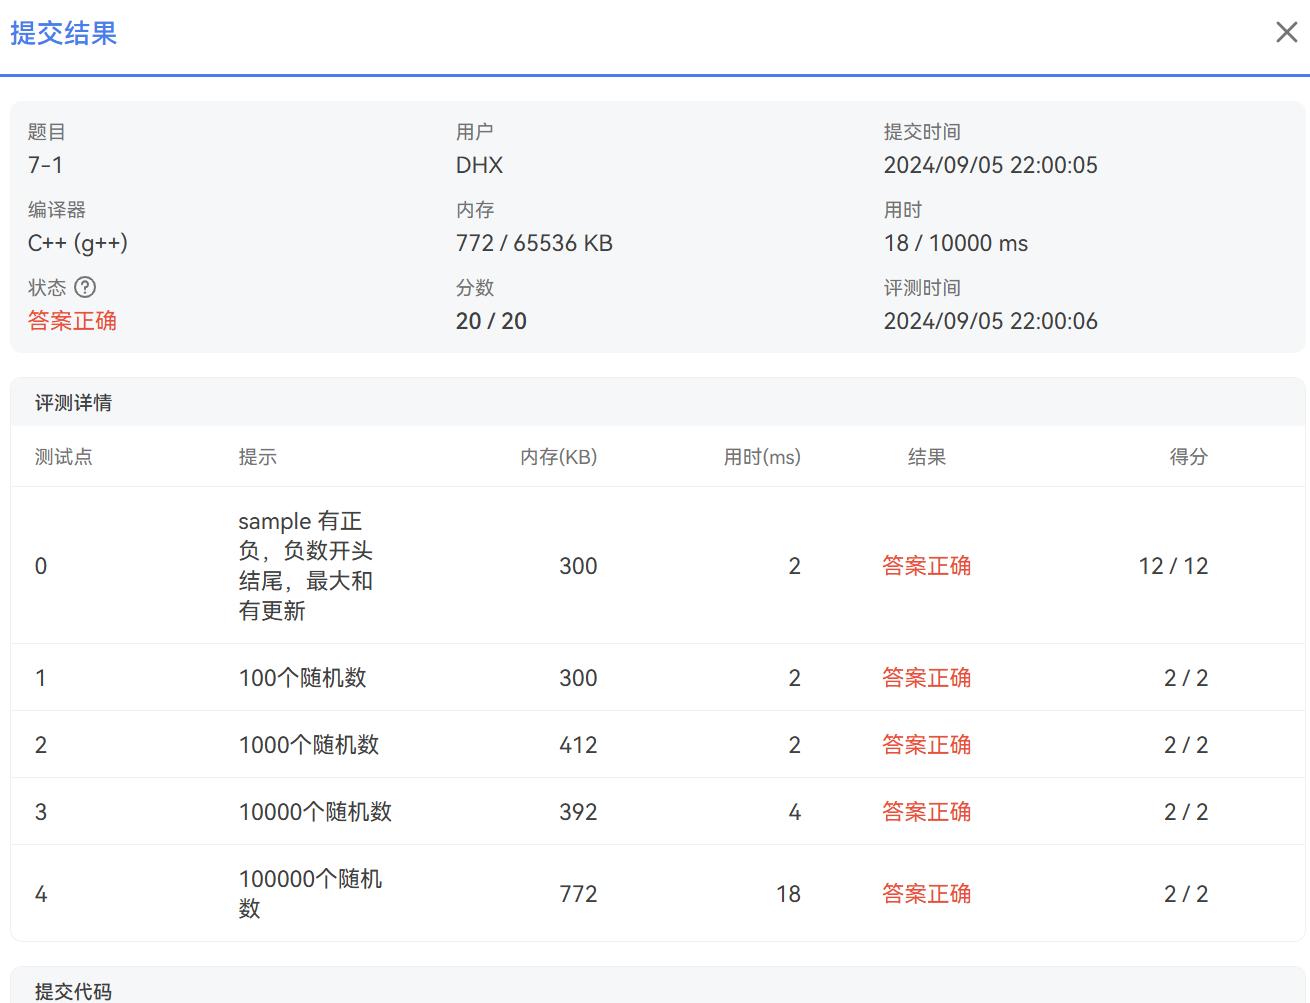 提交结果
题目 用户 提交时间
7-1 DHX 2024/09/05 22:00:05
编译器 内存 用时
C++ (g++) 772 / 65536 KB 18 / 10000 ms
状态 ? 分数 评测时间
答案正确 20 / 20 2024/09/05 22:00:06
评测详情
测试点 提示 内存(KB) 用时(ms) 结果 得分
0 sample 有正
负，负数开头
结尾，最大和
有更新 300 2 答案正确 12 / 12
1 100个随机数 300 2 答案正确 2 / 2
2 1000个随机数 412 2 答案正确 2 / 2
3 10000个随机数 392 4 答案正确 2 / 2
4 100000个随机
数 772 18 答案正确 2 / 2
提交代码